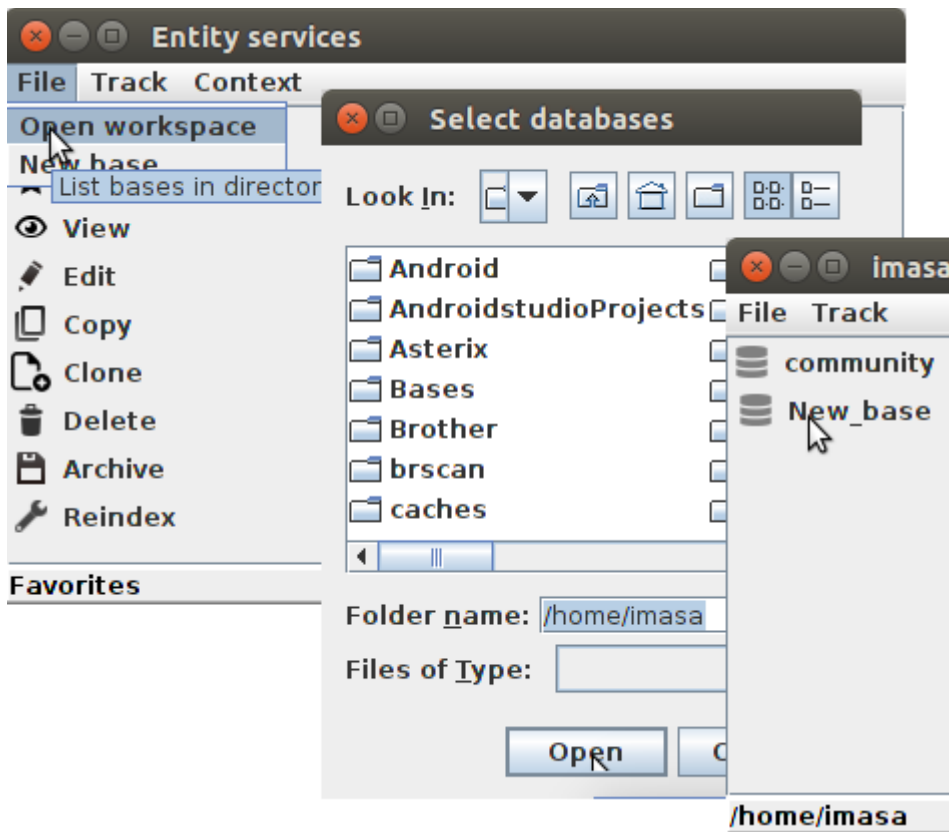 Entity services
File Track Context
Open workspace
New base
List bases in director
View
Edit
Copy
Clone
Delete
Archive
Reindex
Favorites
Select databases
Look In:
Android
AndroidstudioProjects
Asterix
Bases
Brother
brscan
caches
Folder name: /home/imasa
Files of Type:
Open
imasa
File Track
community
New_base
/home/imasa